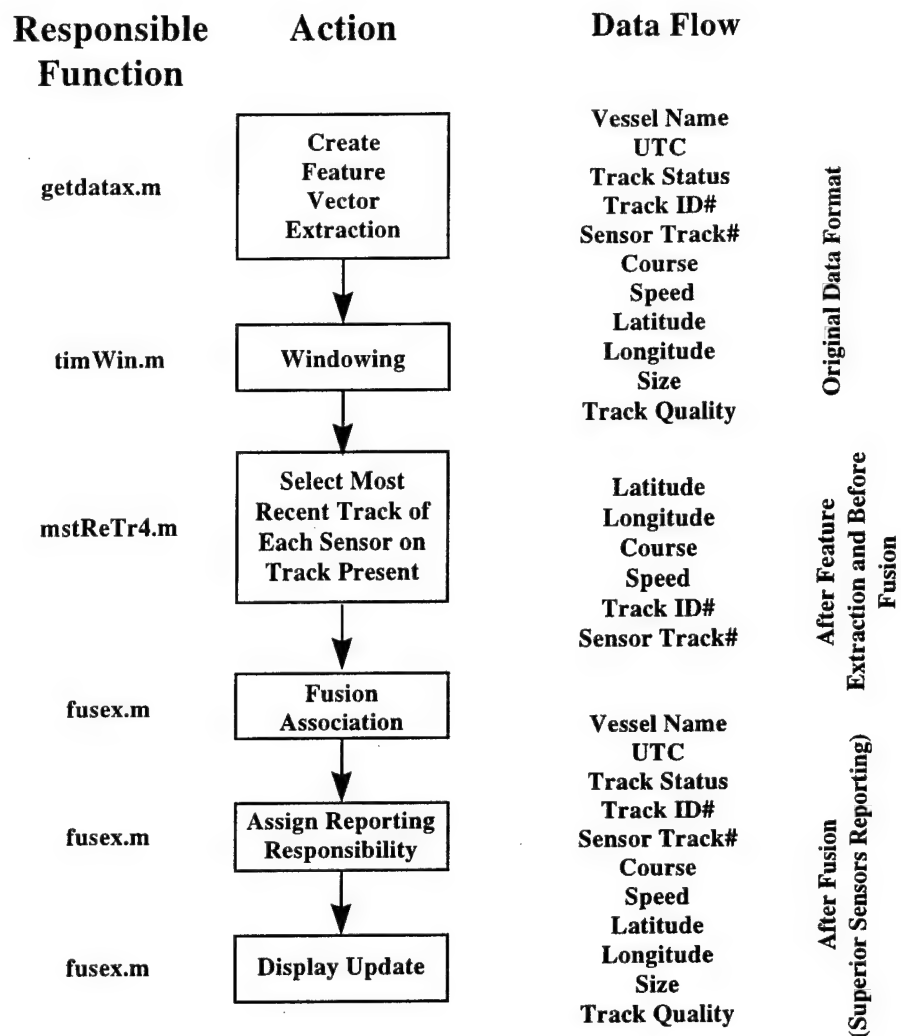 Responsible
Function
Action
Data Flow
getdatax.m
Create
Feature
Vector
Extraction
Vessel Name
UTC
Track Status
Track ID#
Sensor Track#
Course
Speed
Latitude
Longitude
Size
Track Quality
Original Data Format
timWin.m
Windowing
mstReTr4.m
Select Most
Recent Track of
Each Sensor on
Track Present
Latitude
Longitude
Course
Speed
Track ID#
Sensor Track#
After Feature
Extraction and Before
Fusion
fusex.m
Fusion
Association
fusex.m
Assign Reporting
Responsibility
fusex.m
Display Update
Vessel Name
UTC
Track Status
Track ID#
Sensor Track#
Course
Speed
Latitude
Longitude
Size
Track Quality
After Fusion
(Superior Sensors Reporting)